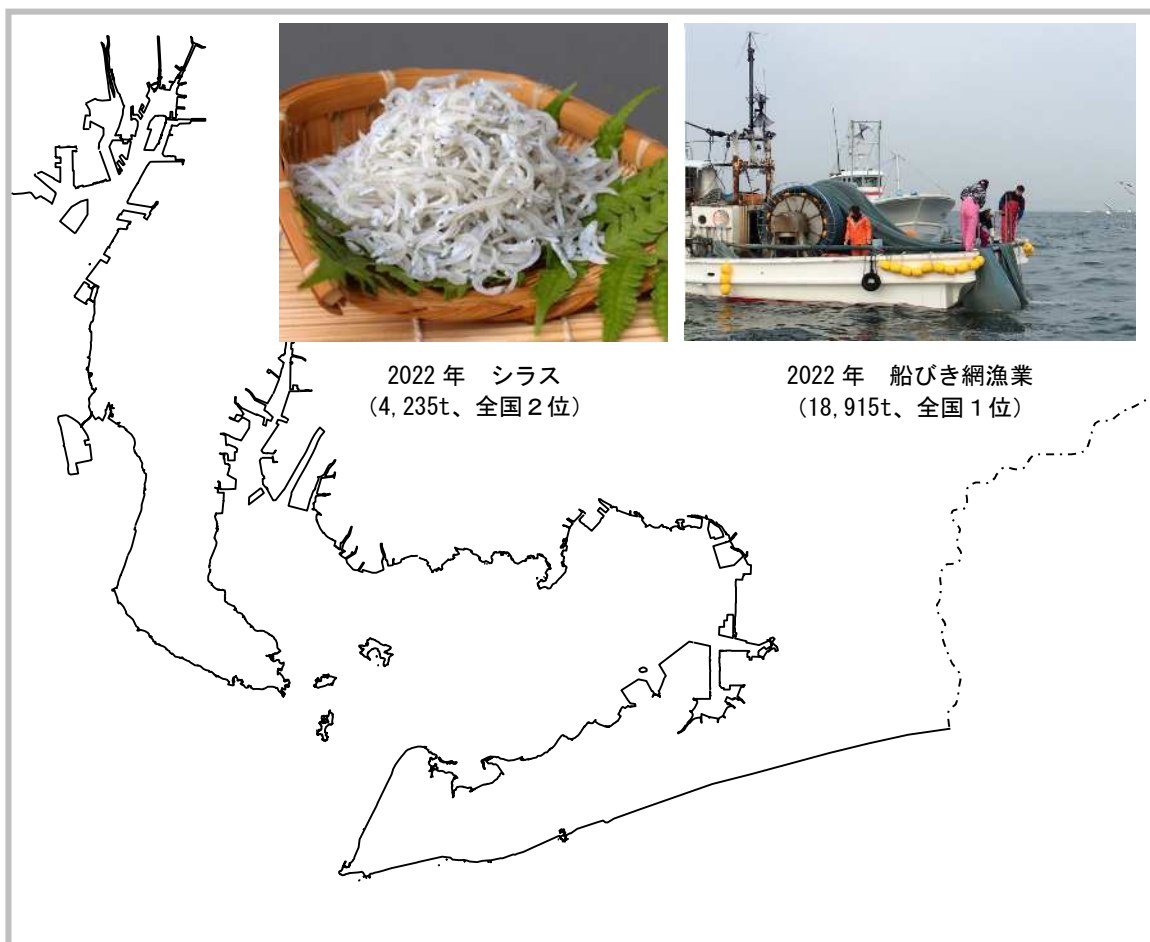 2022 年　シラス
（4,235t、全国２位）
2022 年　船びき網漁業
（18,915t、全国１位）